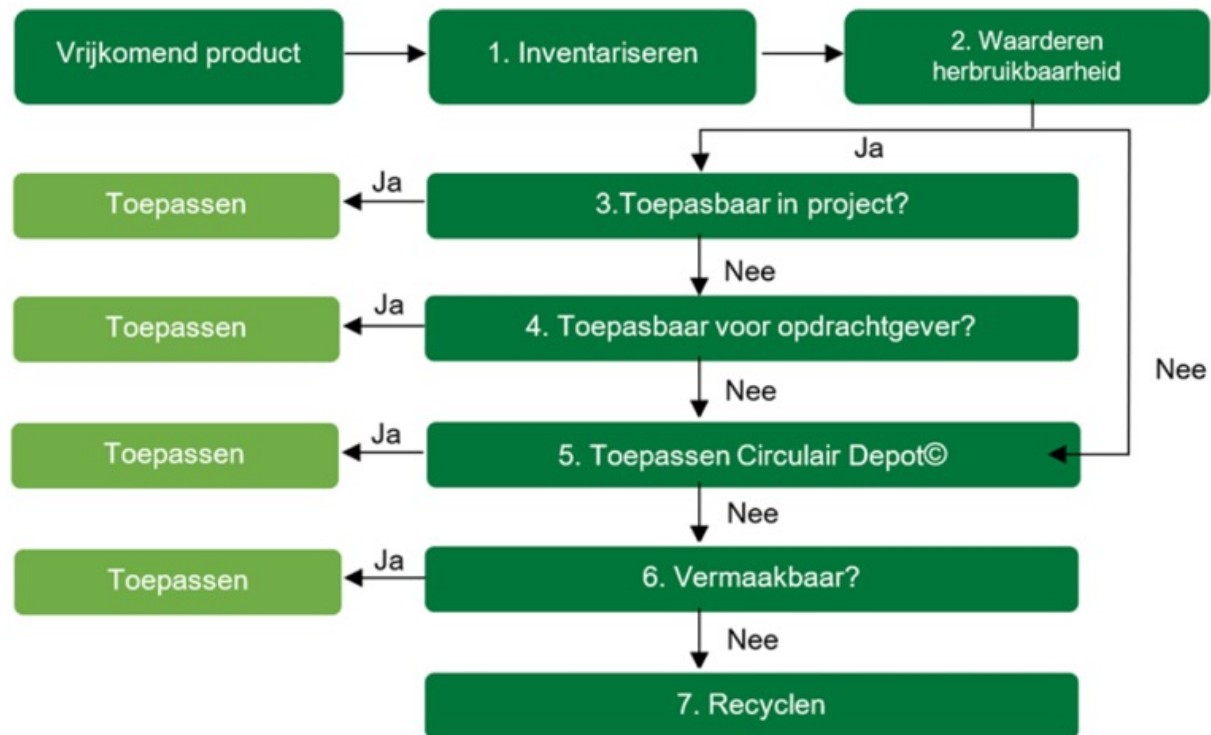 Vrijkomend product
1. Inventariseren
2. Waarderen
herbruikbaarheid
Ja
Toepassen
Ja
3.Toepasbaar in project?
Nee
Toepassen
Ja
4. Toepasbaar voor opdrachtgever?
Nee
Nee
Toepassen
Ja
5. Toepassen Circulair Depot©
Nee
Toepassen
Ja
6. Vermaakbaar?
Nee
7. Recyclen